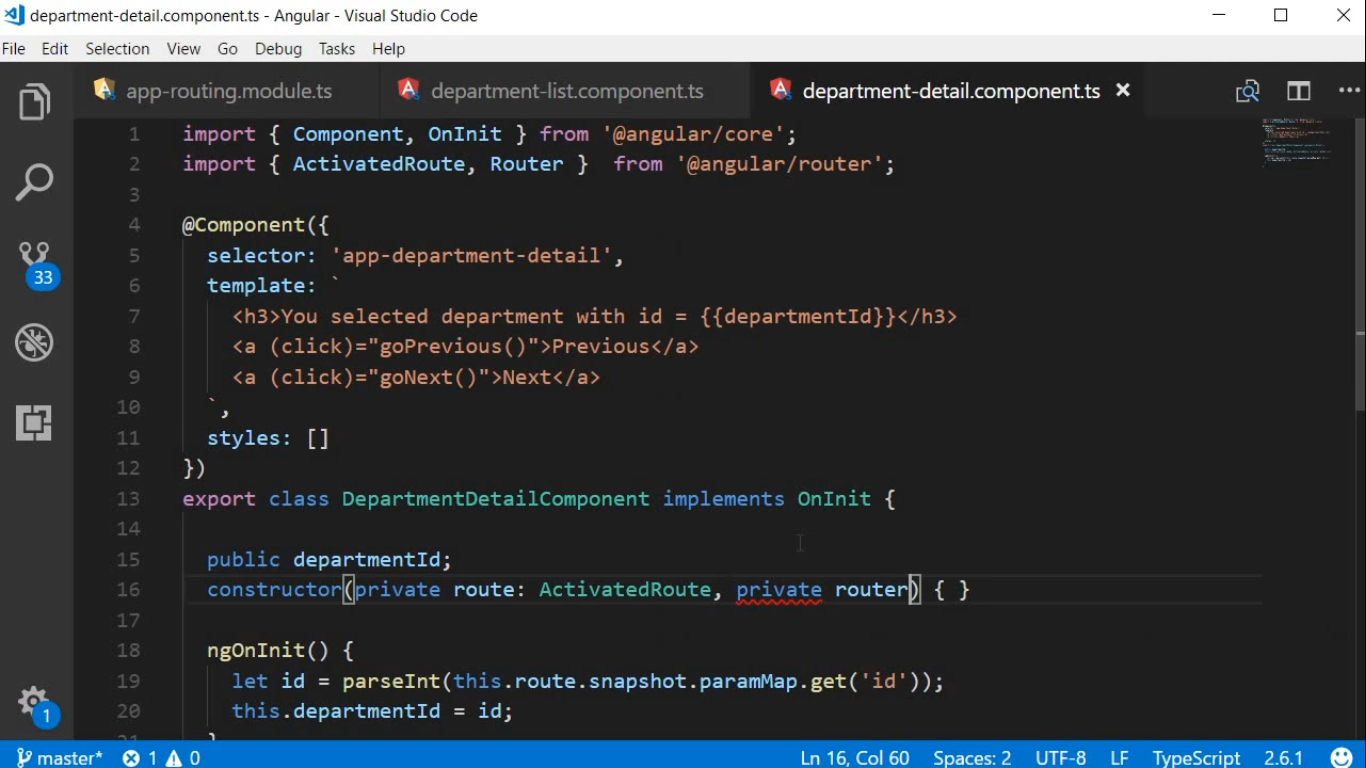 department-detail.component.ts - Angular - Visual Studio Code
File Edit Selection View Go Debug Tasks Help
app-routing.module.ts department-list.component.ts department-detail.component.ts
1 import { Component, OnInit } from '@angular/core';
2 import { ActivatedRoute, Router }  from '@angular/router';
3
4 @Component({
5   selector: 'app-department-detail',
6   template: `
7     <h3>You selected department with id = {{departmentId}}</h3>
8     <a (click)="goPrevious()">Previous</a>
9     <a (click)="goNext()">Next</a>
10   `,
11   styles: []
12 })
13 export class DepartmentDetailComponent implements OnInit {
14
15   public departmentId;
16   constructor(private route: ActivatedRoute, private router) { }
17
18   ngOnInit() {
19     let id = parseInt(this.route.snapshot.paramMap.get('id'));
20     this.departmentId = id;
33
1
master* 1 0 Ln 16, Col 60 Spaces: 2 UTF-8 LF TypeScript 2.6.1